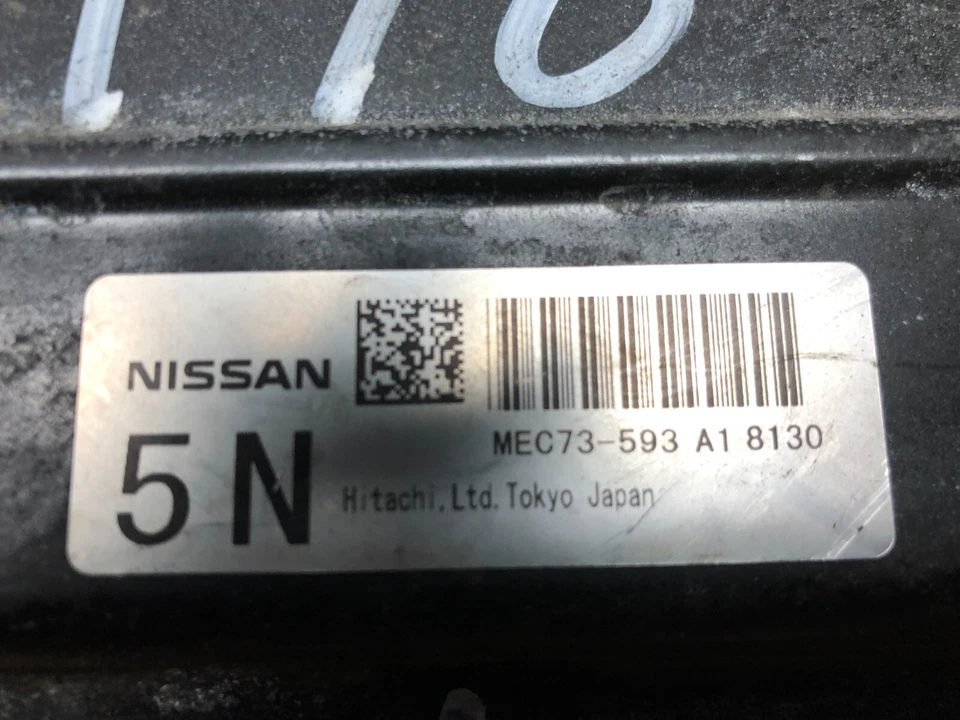 NISSAN
MEC73-593 A1 8130
5N
Hitachi,Ltd.Tokyo Japan